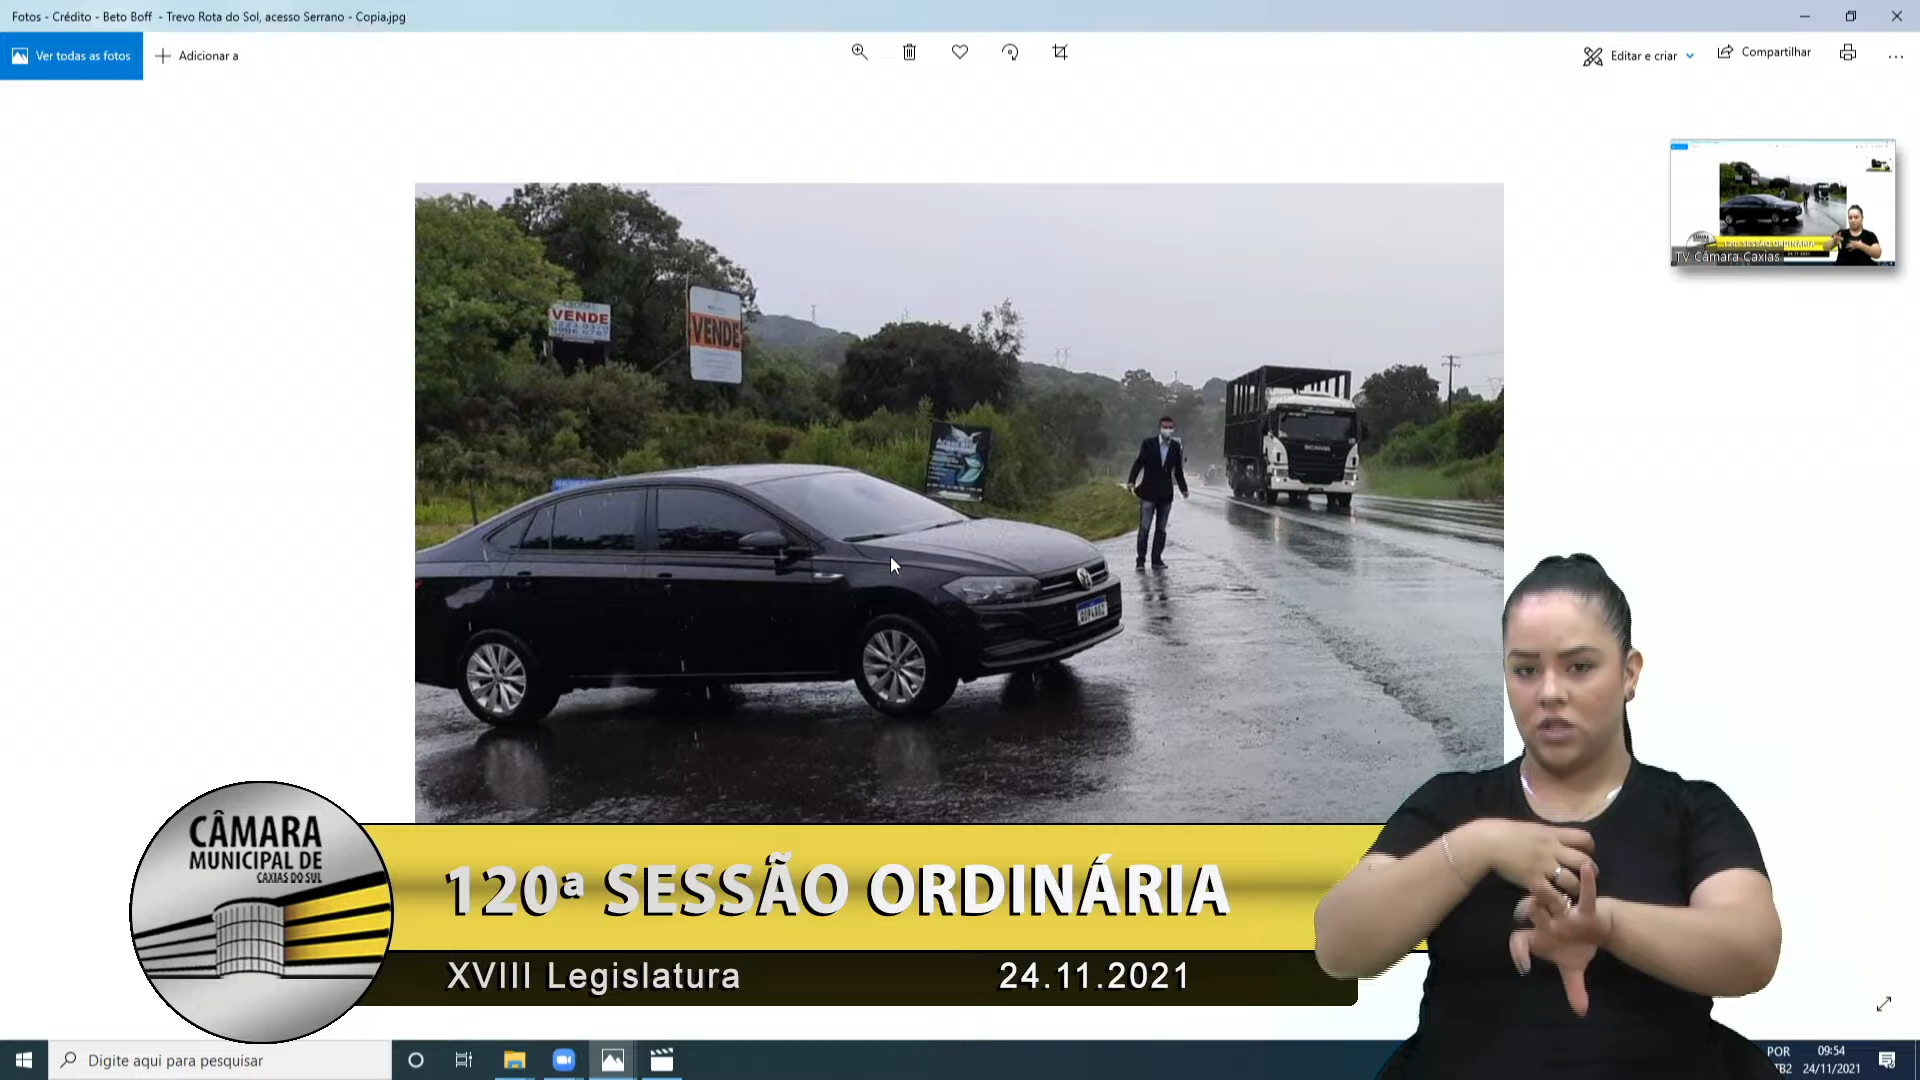 Fotos - Crédito - Beto Boff - Trevo Rota do Sol, acesso Serrano - Copia.jpg
Ver todas as fotos
Adicionar a
Editar e criar
Compartilhar
TV Câmara Caxias
VENDE
VENDE
SCANIA
CÂMARA
MUNICIPAL DE
CAXIAS DO SUL
120ª SESSÃO ORDINÁRIA
XVIII Legislatura
24.11.2021
Digite aqui para pesquisar
POR
09:54
24/11/2021